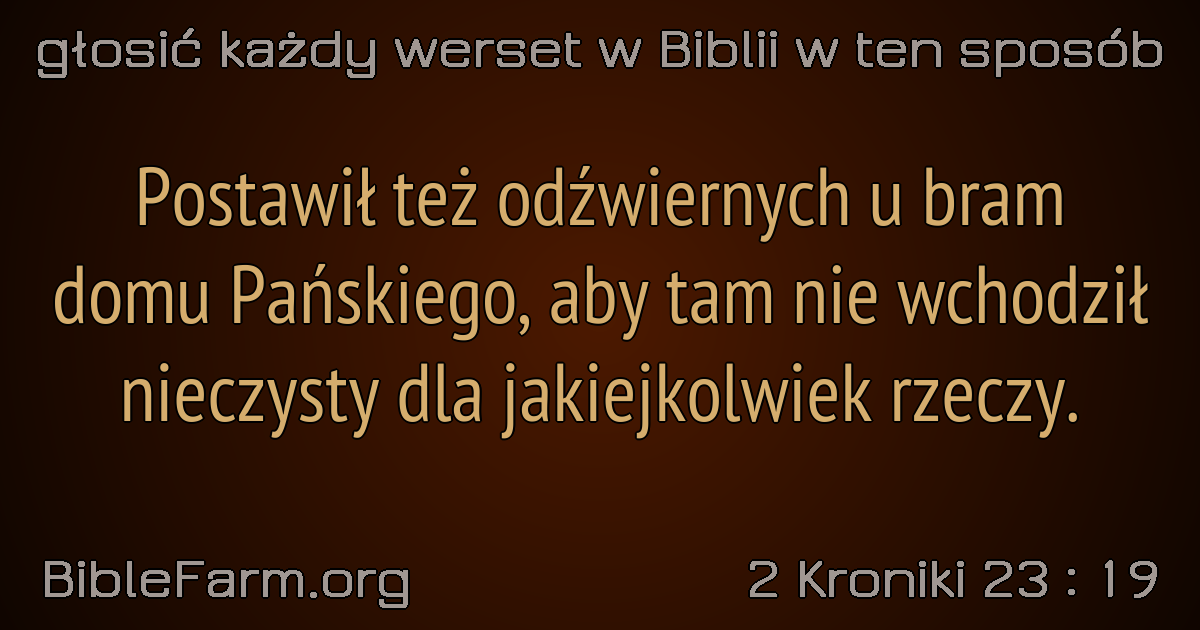 głosić każdy werset w Biblii w ten sposób
Postawił też odźwiernych u bram
domu Pańskiego, aby tam nie wchodził
nieczysty dla jakiejkolwiek rzeczy.
BibleFarm.org
2 Kroniki 23 : 19